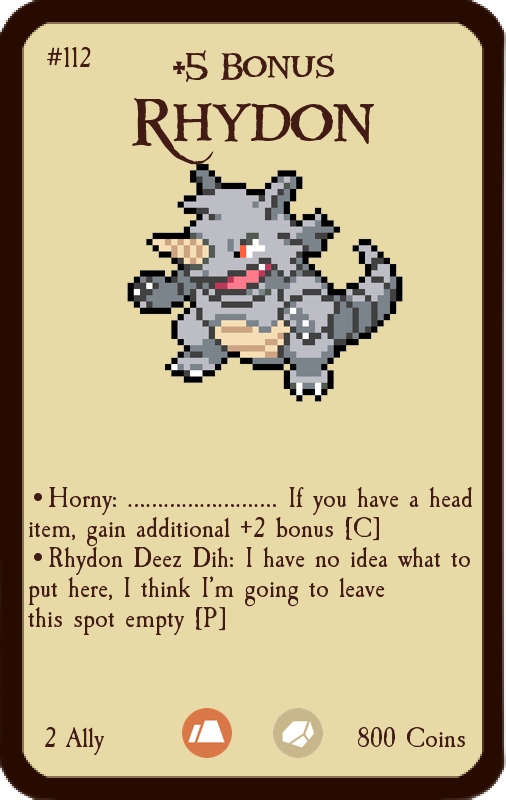 #112
+5 Bonus
Rhydon
•Horny: ......................... If you have a head
item, gain additional +2 bonus [C]
•Rhydon Deez Dih: I have no idea what to
put here, I think I'm going to leave
this spot empty [P]
2 Ally
800 Coins